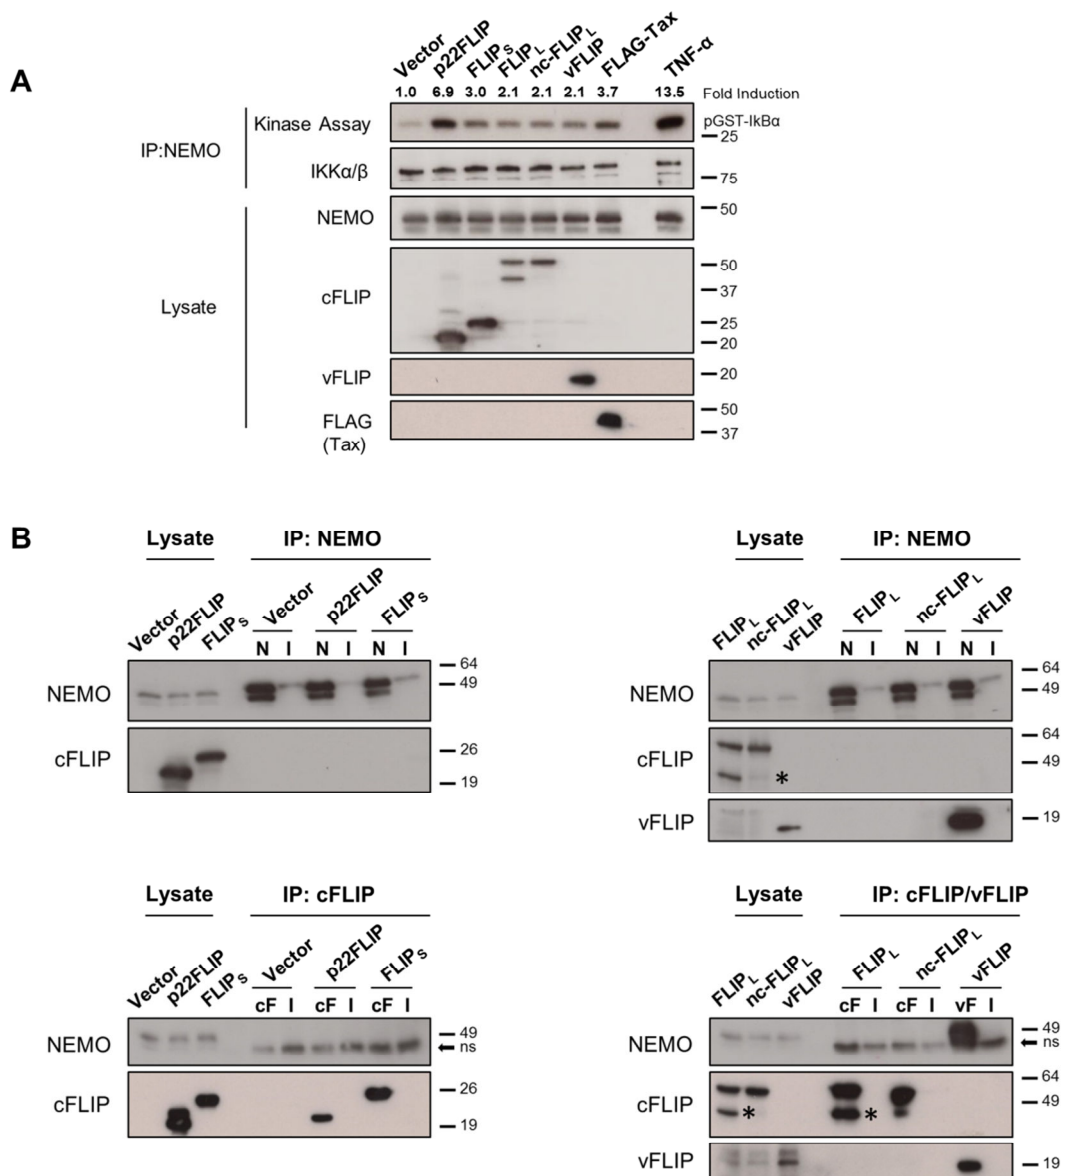 A
Vector p22FLIP FLIPS FLIPL nc-FLIPL vFLIP FLAG-Tax TNF-α
1.0 6.9 3.0 2.1 2.1 2.1 3.7 13.5 Fold Induction
IP:NEMO
Kinase Assay pGST-IkBα
25
IKKα/β 75
Lysate
NEMO 50
cFLIP 50
37
25
20
vFLIP 20
FLAG 50
(Tax) 37
B
Lysate IP: NEMO
Vector p22FLIP FLIPS Vector p22FLIP FLIPS
N I N I N I
NEMO 64
49
cFLIP 26
19
Lysate IP: NEMO
FLIPL nc-FLIPL vFLIP FLIPL nc-FLIPL vFLIP
N I N I N I
NEMO 64
49
cFLIP 64
* 49
vFLIP 19
Lysate IP: cFLIP
Vector p22FLIP FLIPS Vector p22FLIP FLIPS
cF I cF I cF I
NEMO 49
ns
cFLIP 26
19
Lysate IP: cFLIP/vFLIP
FLIPL nc-FLIPL vFLIP FLIPL nc-FLIPL vFLIP
cF I cF I vF I
NEMO 49
ns
cFLIP 64
* * 49
vFLIP 19